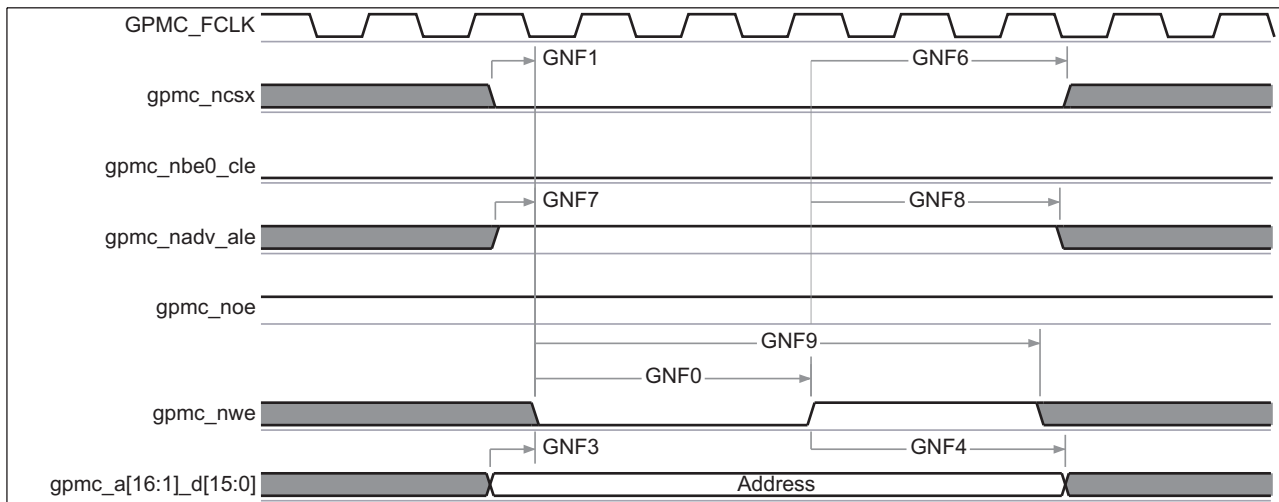 GPMC_FCLK
GNF1
GNF6
gpmc_ncsx
gpmc_nbe0_cle
GNF7
GNF8
gpmc_nadv_ale
gpmc_noe
GNF9
GNF0
gpmc_nwe
GNF3
GNF4
gpmc_a[16:1]_d[15:0]
Address